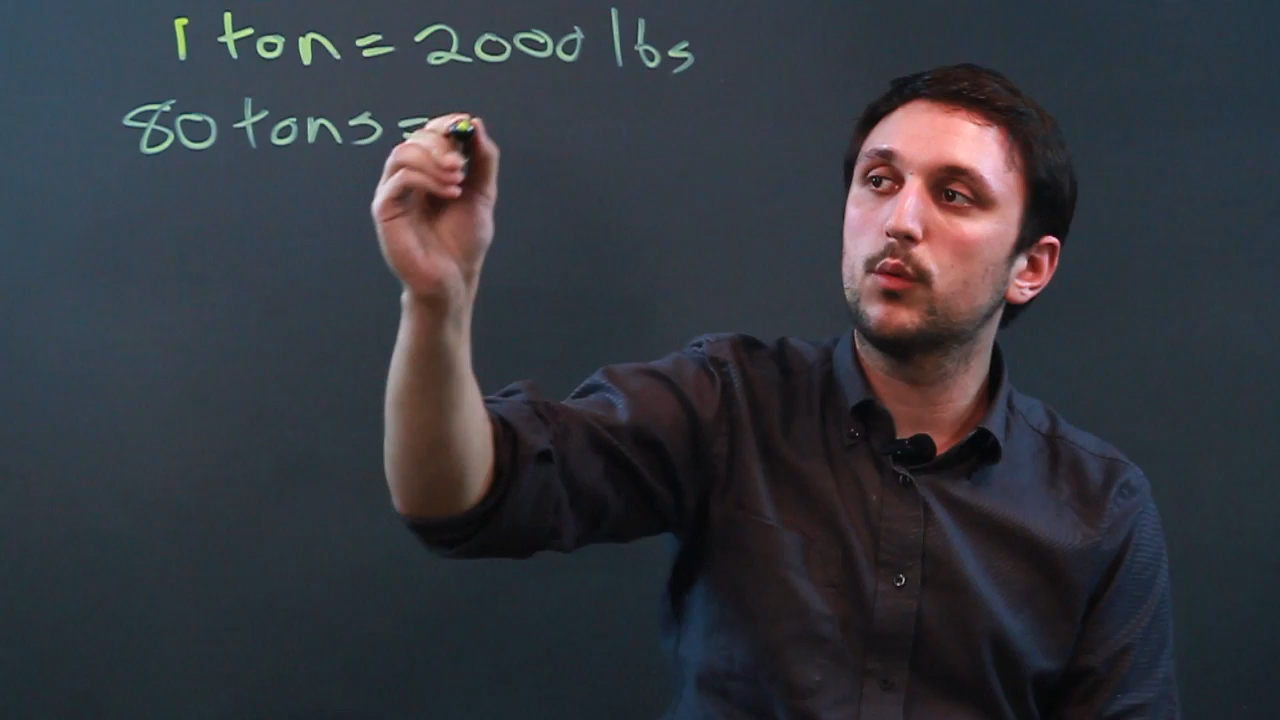 1 ton = 2000 lbs
80 tons =